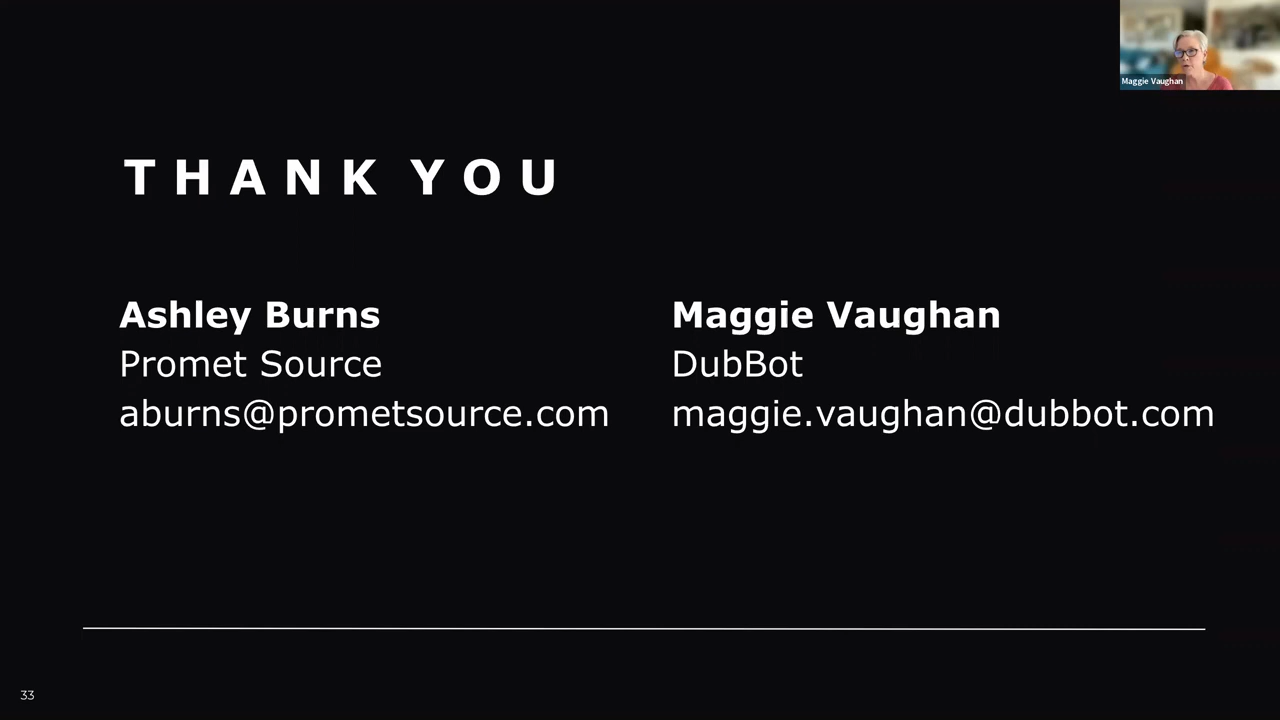 Maggie Vaughan
THANK YOU
Ashley Burns
Promet Source
aburns@prometsource.com
Maggie Vaughan
DubBot
maggie.vaughan@dubbot.com
33